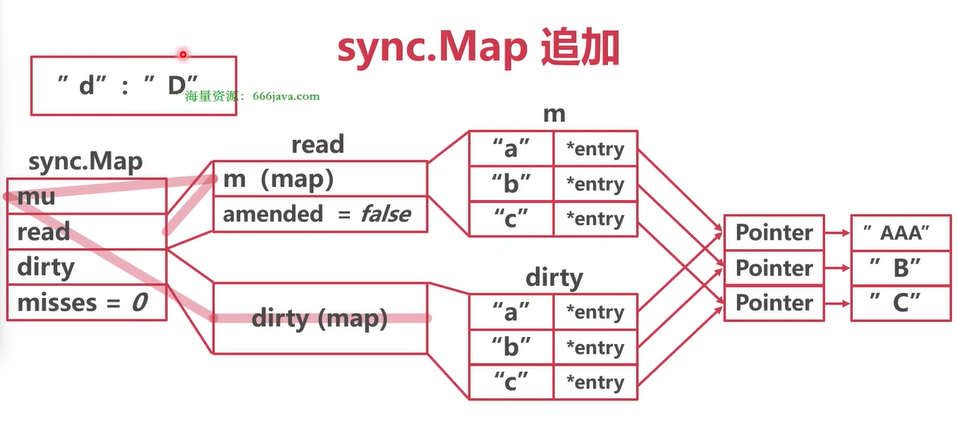 sync.Map 追加
” d” : ” D”
海量资源：666java.com
sync.Map
mu
read
dirty
misses = 0
read
m（map）
amended = false
dirty (map)
m
“a” *entry
“b” *entry
“c” *entry
dirty
“a” *entry
“b” *entry
“c” *entry
Pointer ” AAA”
Pointer ” B”
Pointer ” C”